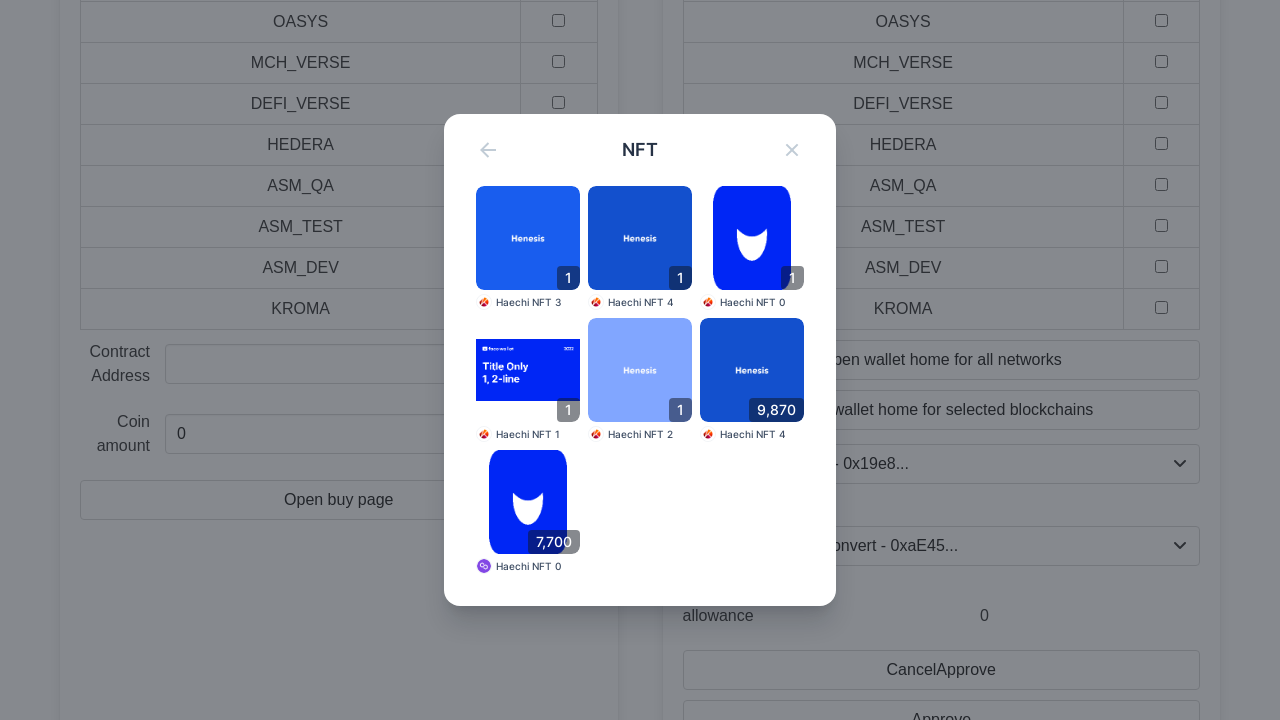 OASYS
OASYS
MCH_VERSE
MCH_VERSE
DEFI_VERSE
DEFI_VERSE
HEDERA
HEDERA
ASM_QA
ASM_QA
ASM_TEST
ASM_TEST
ASM_DEV
ASM_DEV
KROMA
KROMA
Contract
Address
Coin
amount
0
Open buy page
NFT
Henesis
1
Haechi NFT 3
Henesis
1
Haechi NFT 4
1
Haechi NFT 0
face wallet
2022
Title Only
1, 2-line
1
Haechi NFT 1
Henesis
1
Haechi NFT 2
Henesis
9,870
Haechi NFT 4
7,700
Haechi NFT 0
pen wallet home for all networks
wallet home for selected blockchains
- 0x19e8...
onvert - 0xaE45...
allowance
0
CancelApprove
Approve